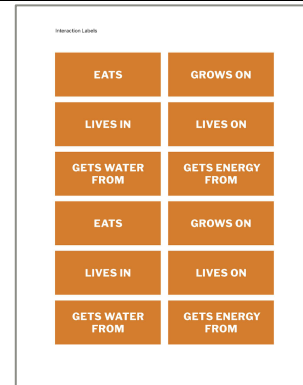 Interaction Labels
EATS
GROWS ON
LIVES IN
LIVES ON
GETS WATER
FROM
GETS ENERGY
FROM
EATS
GROWS ON
LIVES IN
LIVES ON
GETS WATER
FROM
GETS ENERGY
FROM